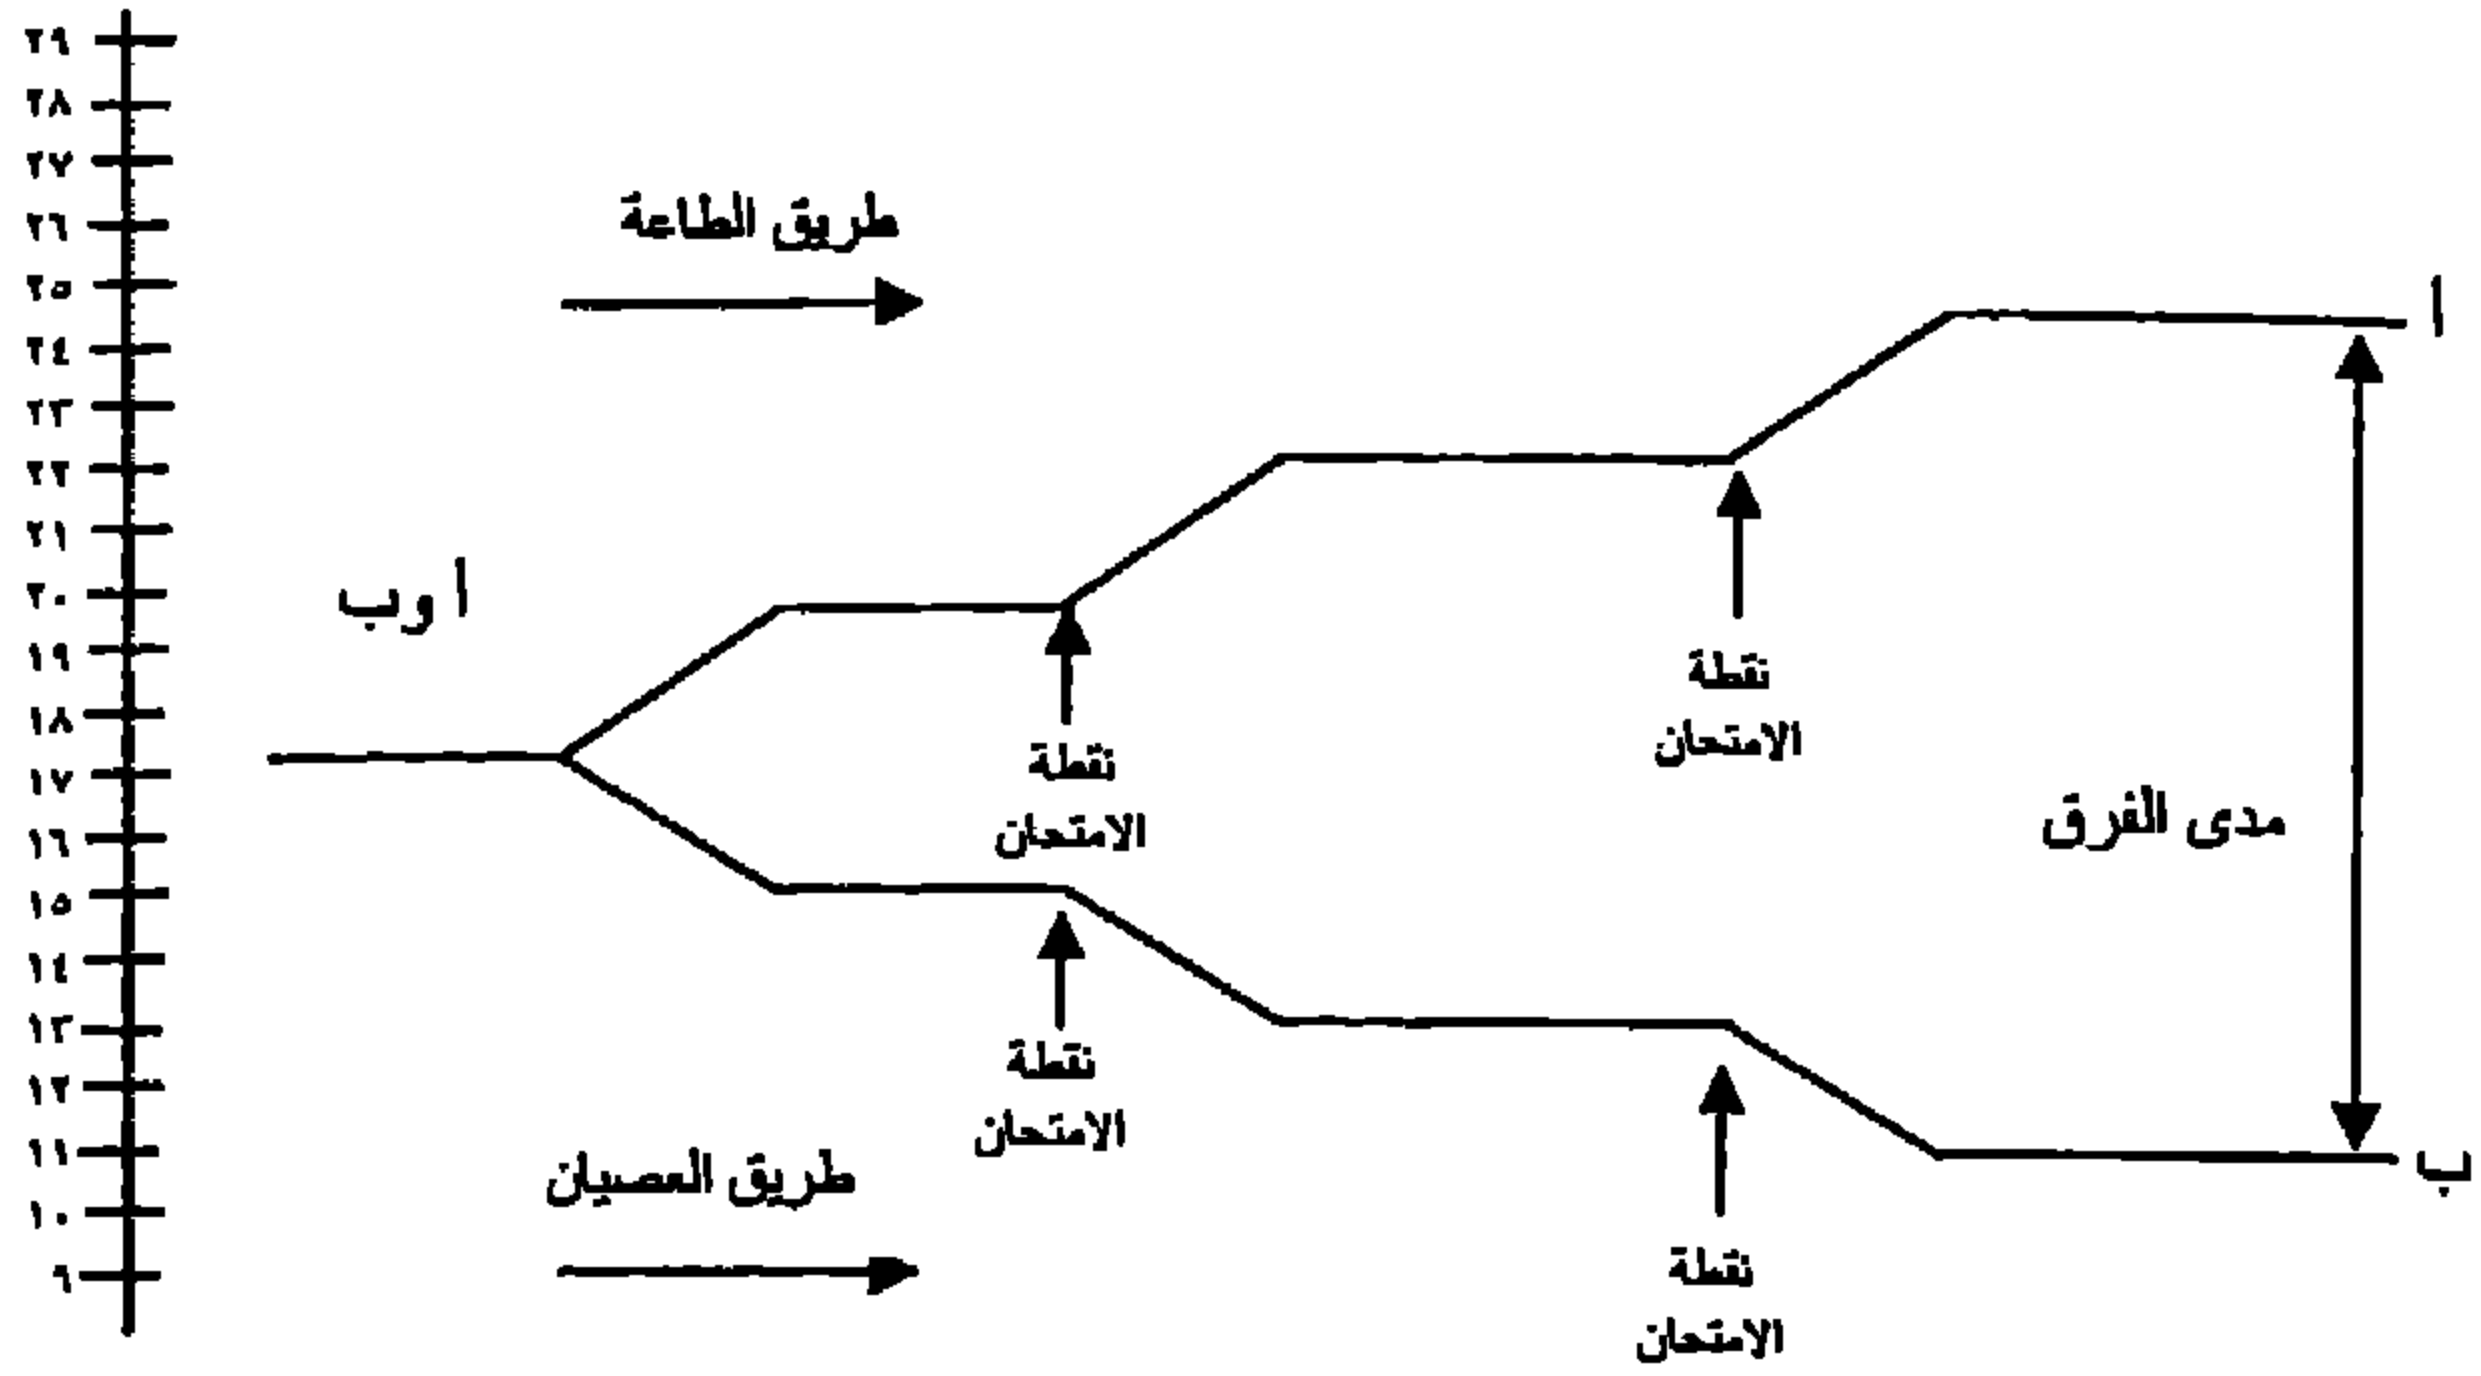 ٢٩
٢٨
٢٧
٢٦
٢٥
٢٤
٢٣
٢٢
٢١
٢٠
١٩
١٨
١٧
١٦
١٥
١٤
١٣
١٢
١١
١٠
٩
طريق الطاعة
ا
ا وب
نقطة
الامتحان
نقطة
الامتحان
مدى الفرق
نقطة
الامتحان
طريق العصيان
ب
نقطة
الامتحان